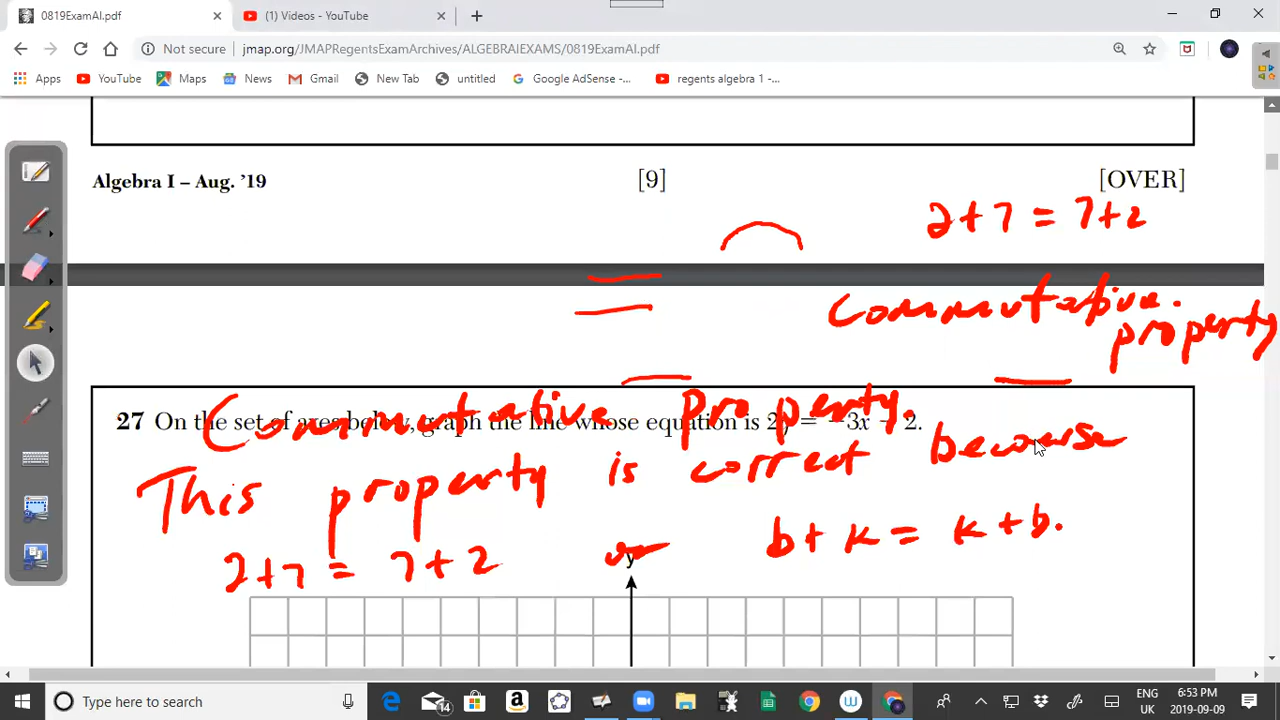 0819ExamAI.pdf
(1) Videos - YouTube
Not secure jmap.org/JMAPRegentsExamArchives/ALGEBRAIEXAMS/0819ExamAI.pdf
Apps YouTube Maps News Gmail New Tab untitled Google AdSense -... regents algebra 1 -...
Algebra I – Aug. '19 [9] [OVER]
2+7 = 7+2
Commutative property
27 On the set of axes below, graph the line whose equation is 2y = −3x − 2.
Commutative Property.
This property is correct because
2+7 = 7+2 or b+k = k+b.
y
Type here to search
14
ENG
UK
6:53 PM
2019-09-09